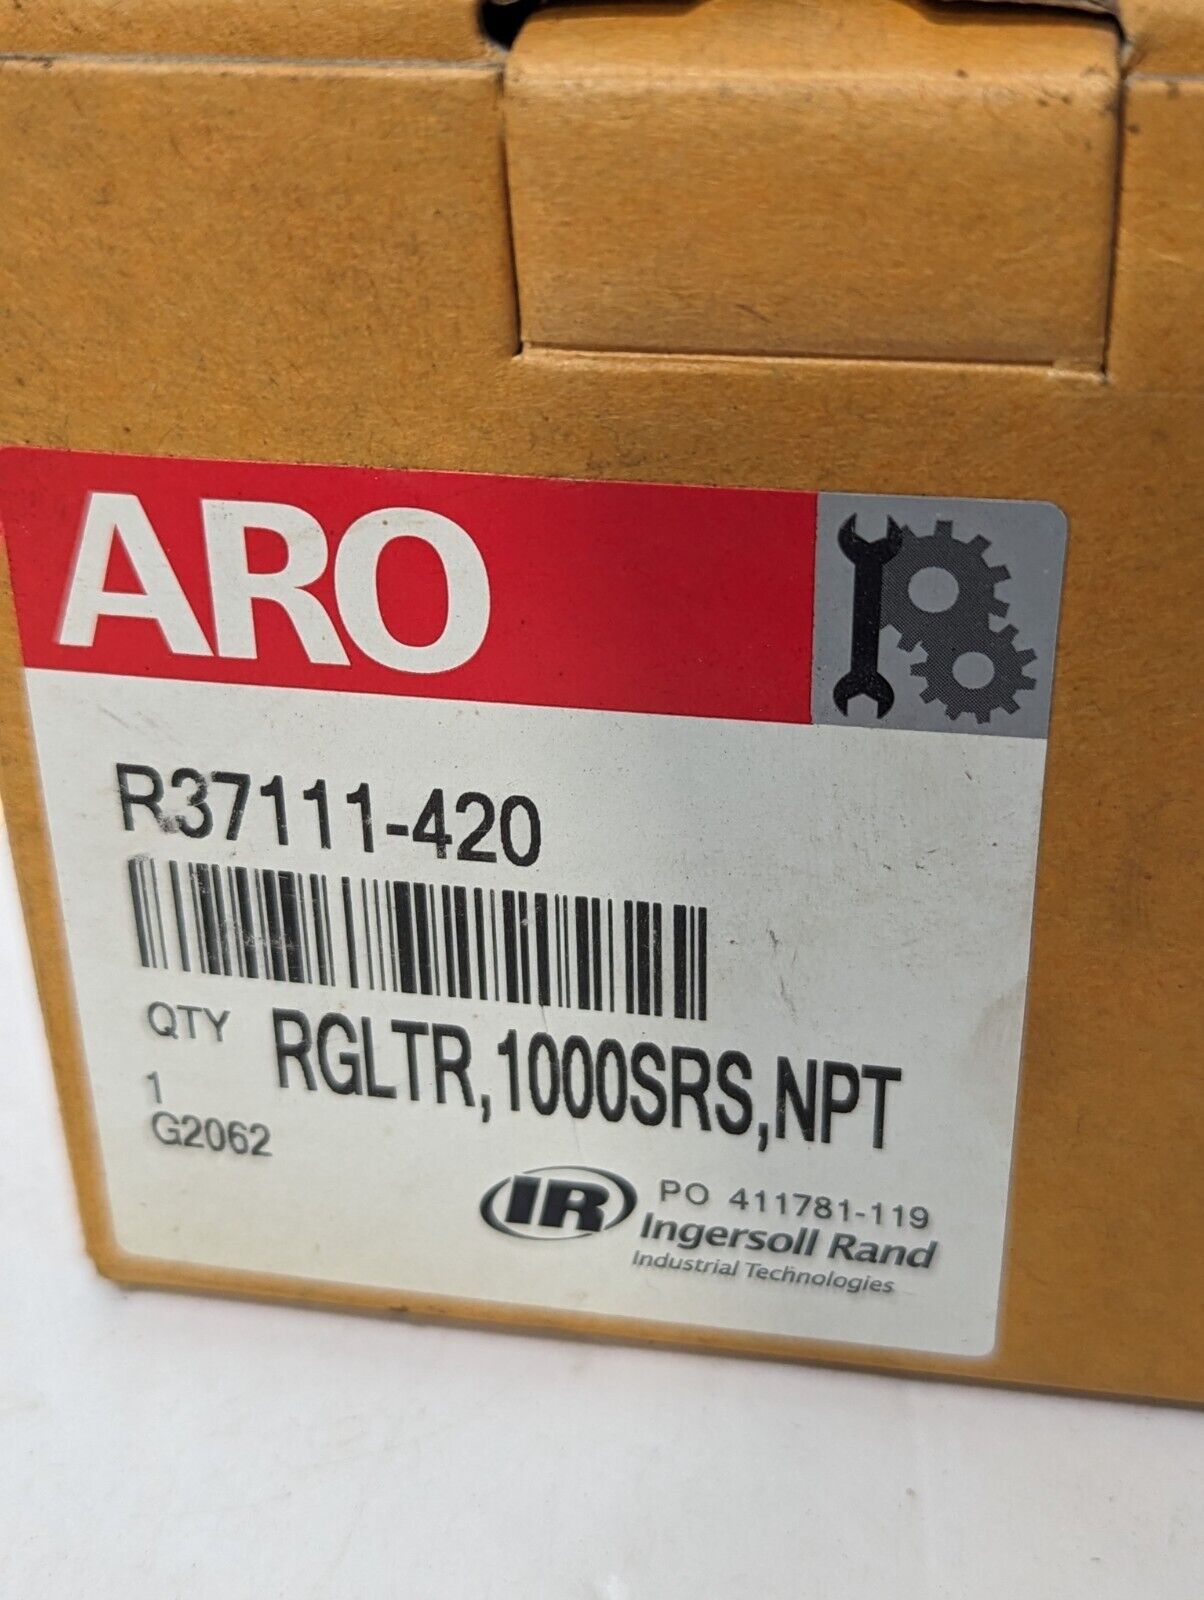 ARO
R37111-420
QTY RGLTR,1000SRS,NPT
1
G2062
PO 411781-119
IR Ingersoll Rand
Industrial Technologies